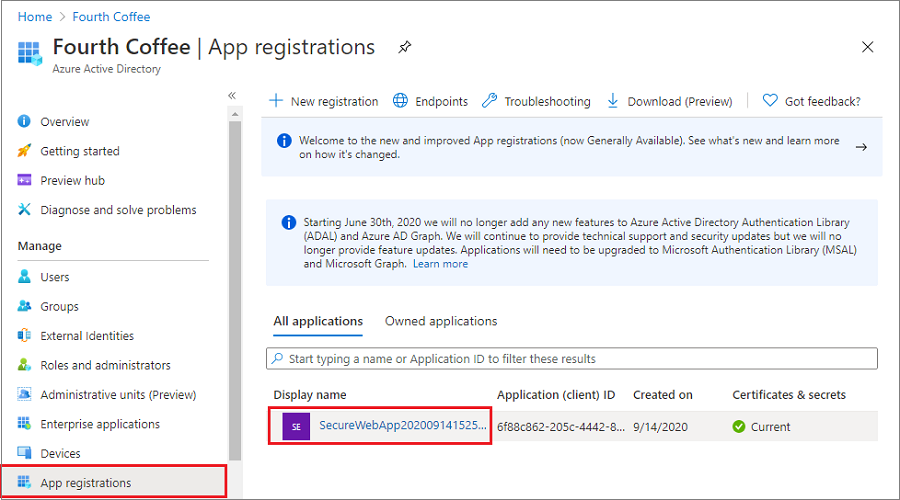 Home > Fourth Coffee
Fourth Coffee | App registrations
Azure Active Directory
«
Overview
Getting started
Preview hub
Diagnose and solve problems
Manage
Users
Groups
External Identities
Roles and administrators
Administrative units (Preview)
Enterprise applications
Devices
App registrations
New registration Endpoints Troubleshooting Download (Preview) Got feedback?
Welcome to the new and improved App registrations (now Generally Available). See what's new and learn more
on how it's changed.
Starting June 30th, 2020 we will no longer add any new features to Azure Active Directory Authentication Library
(ADAL) and Azure AD Graph. We will continue to provide technical support and security updates but we will no
longer provide feature updates. Applications will need to be upgraded to Microsoft Authentication Library (MSAL)
and Microsoft Graph. Learn more
All applications Owned applications
Start typing a name or Application ID to filter these results
Display name Application (client) ID Created on Certificates & secrets
SE SecureWebApp202009141525... 6f88c862-205c-4442-8... 9/14/2020 Current